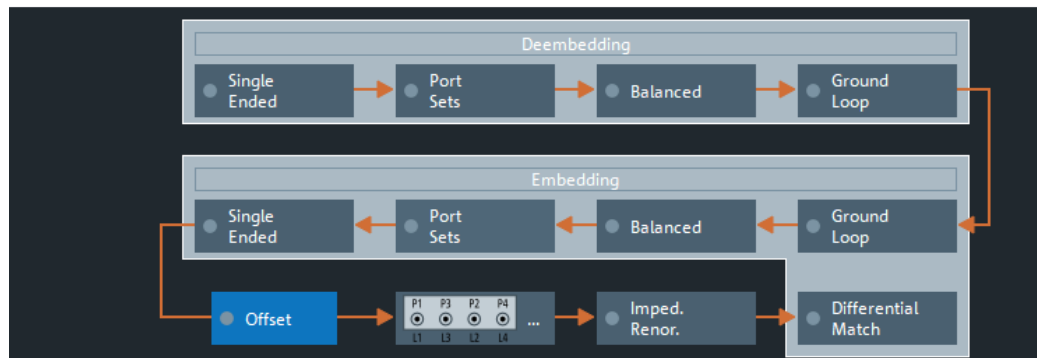 Deembedding
Single
Ended
Port
Sets
Balanced
Ground
Loop
Embedding
Single
Ended
Port
Sets
Balanced
Ground
Loop
Offset
P1 P3 P2 P4
L1 L3 L2 L4
...
Imped.
Renor.
Differential
Match